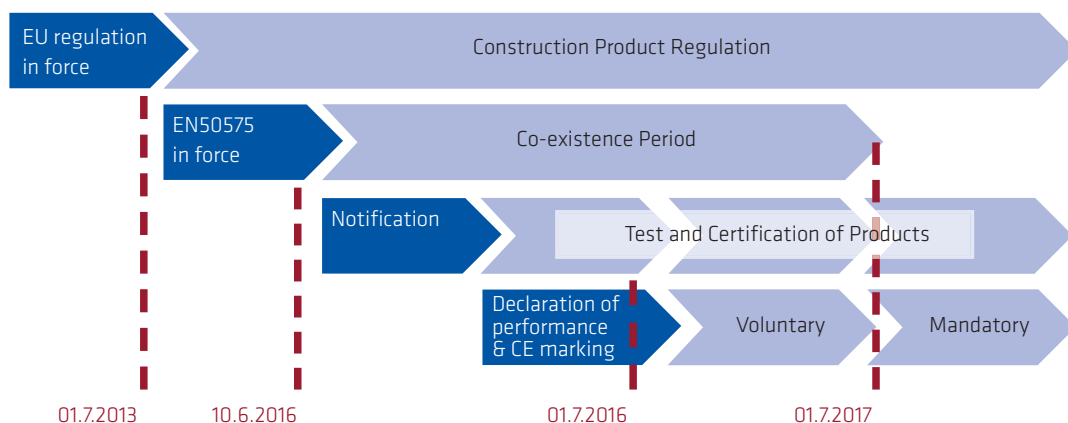 EU regulation
in force
Construction Product Regulation
EN50575
in force
Co-existence Period
Notification
Test and Certification of Products
Declaration of
performance
& CE marking
Voluntary
Mandatory
01.7.2013
10.6.2016
01.7.2016
01.7.2017